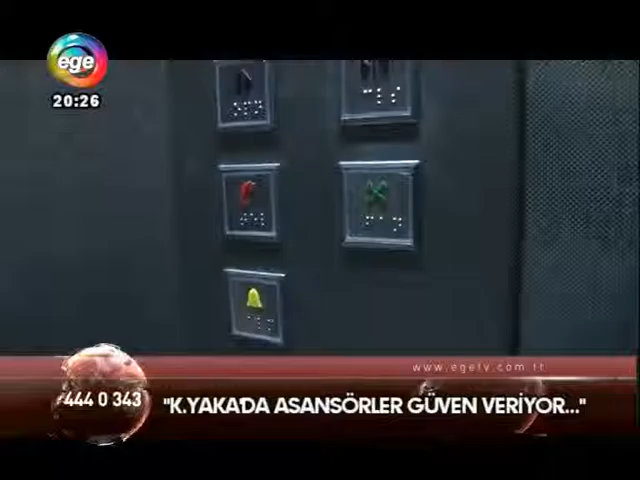 ege
20:26
www.egetv.com.tr
444 0 343
"K.YAKA'DA ASANSÖRLER GÜVEN VERİYOR..."